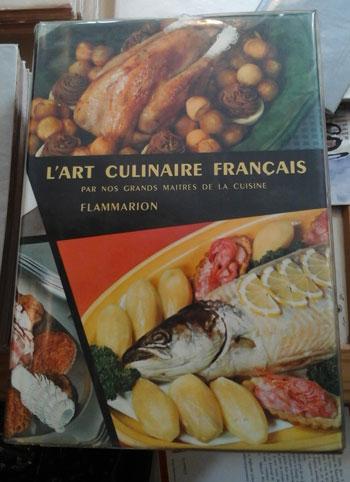 L'ART CULINAIRE FRANÇAIS
PAR NOS GRANDS MAITRES DE LA CUISINE
FLAMMARION